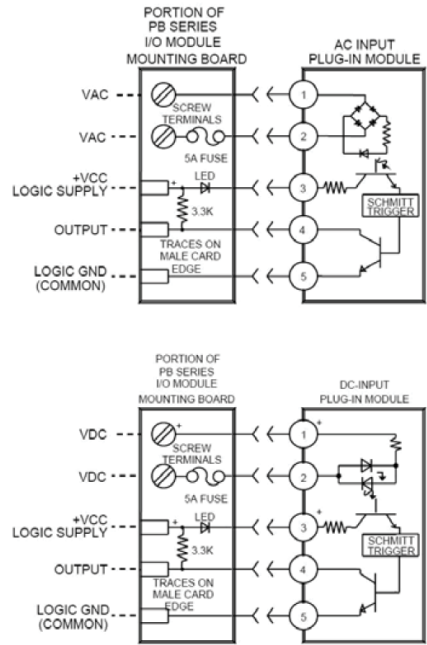 PORTION OF
PB SERIES
I/O MODULE
MOUNTING BOARD
AC INPUT
PLUG-IN MODULE
VAC
1
SCREW
TERMINALS
VAC
2
5A FUSE
+VCC
LOGIC SUPPLY
+
LED
3
3.3K
SCHMITT
TRIGGER
OUTPUT
4
TRACES ON
MALE CARD
EDGE
LOGIC GND
(COMMON)
5
PORTION OF
PB SERIES
I/O MODULE
MOUNTING BOARD
DC-INPUT
PLUG-IN MODULE
VDC
+
1
+
SCREW
TERMINALS
VDC
2
5A FUSE
+VCC
LOGIC SUPPLY
+
LED
3
+
3.3K
SCHMITT
TRIGGER
OUTPUT
4
TRACES ON
MALE CARD
EDGE
LOGIC GND
(COMMON)
5